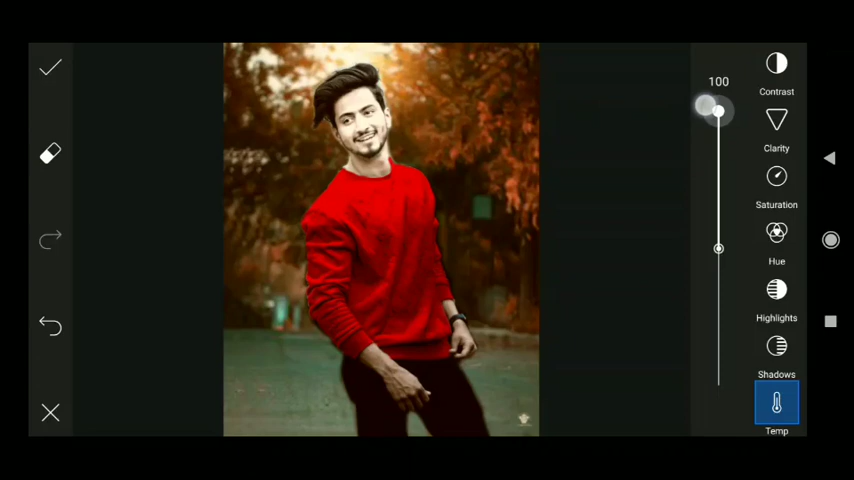 100
Contrast
Clarity
Saturation
Hue
Highlights
Shadows
Temp